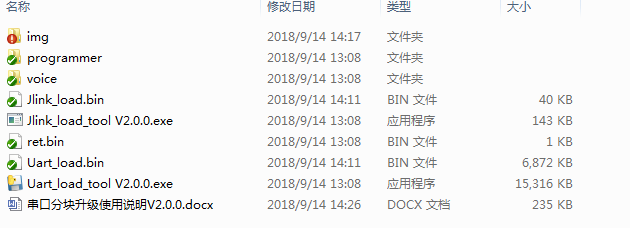 名称 修改日期 类型 大小
img 2018/9/14 14:17 文件夹
programmer 2018/9/14 13:08 文件夹
voice 2018/9/14 13:08 文件夹
Jlink_load.bin 2018/9/14 14:11 BIN 文件 40 KB
Jlink_load_tool V2.0.0.exe 2018/9/14 13:08 应用程序 143 KB
ret.bin 2018/9/14 13:08 BIN 文件 1 KB
Uart_load.bin 2018/9/14 14:11 BIN 文件 6,872 KB
Uart_load_tool V2.0.0.exe 2018/9/14 13:08 应用程序 15,316 KB
串口分块升级使用说明V2.0.0.docx 2018/9/14 14:26 DOCX 文档 235 KB